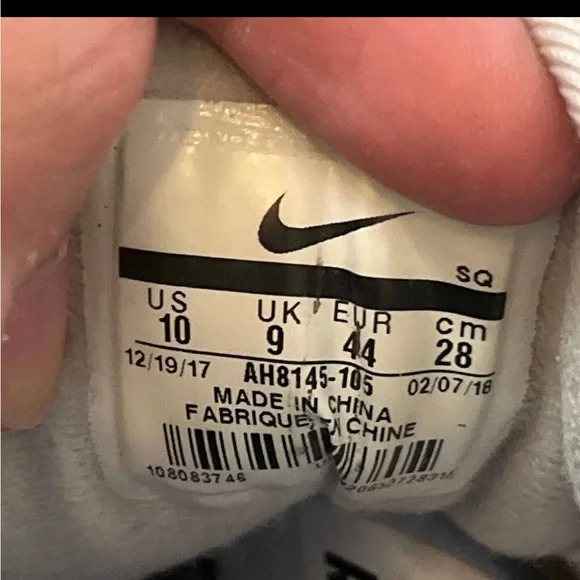 SQ
US UK EUR cm
10 9 44 28
12/19/17 AH8145-105 02/07/18
MADE IN CHINA
FABRIQUE CHINE
108083746